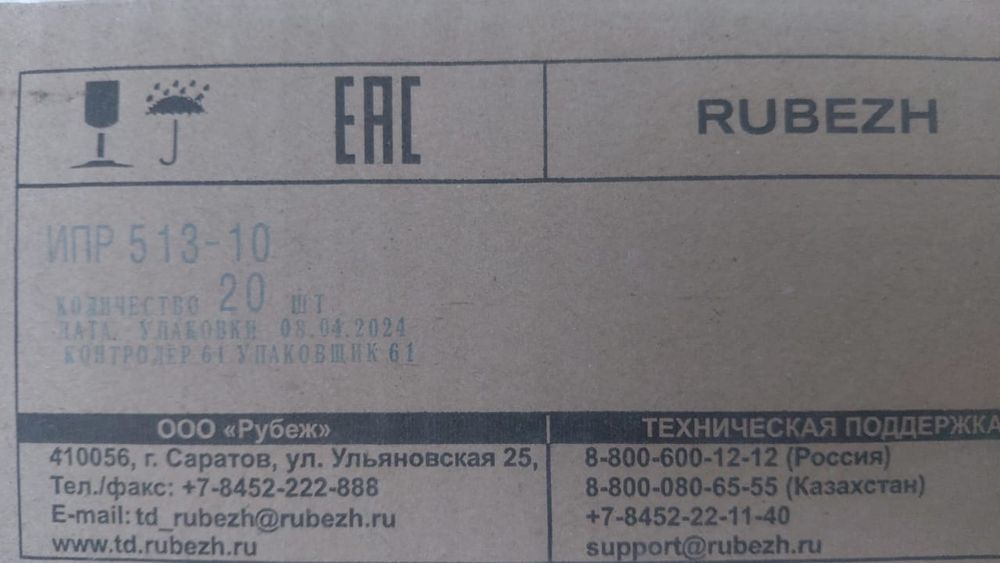 EAC
RUBEZH
ИПР 513-10
КОЛИЧЕСТВО 20 ШТ
ДАТА. УПАКОВКИ 08.04.2024
КОНТРОЛЕР 61 УПАКОВЩИК 61
ООО «Рубеж»
410056, г. Саратов, ул. Ульяновская 25,
Тел./факс: +7-8452-222-888
E-mail: td_rubezh@rubezh.ru
www.td.rubezh.ru
ТЕХНИЧЕСКАЯ ПОДДЕРЖКА
8-800-600-12-12 (Россия)
8-800-080-65-55 (Казахстан)
+7-8452-22-11-40
support@rubezh.ru